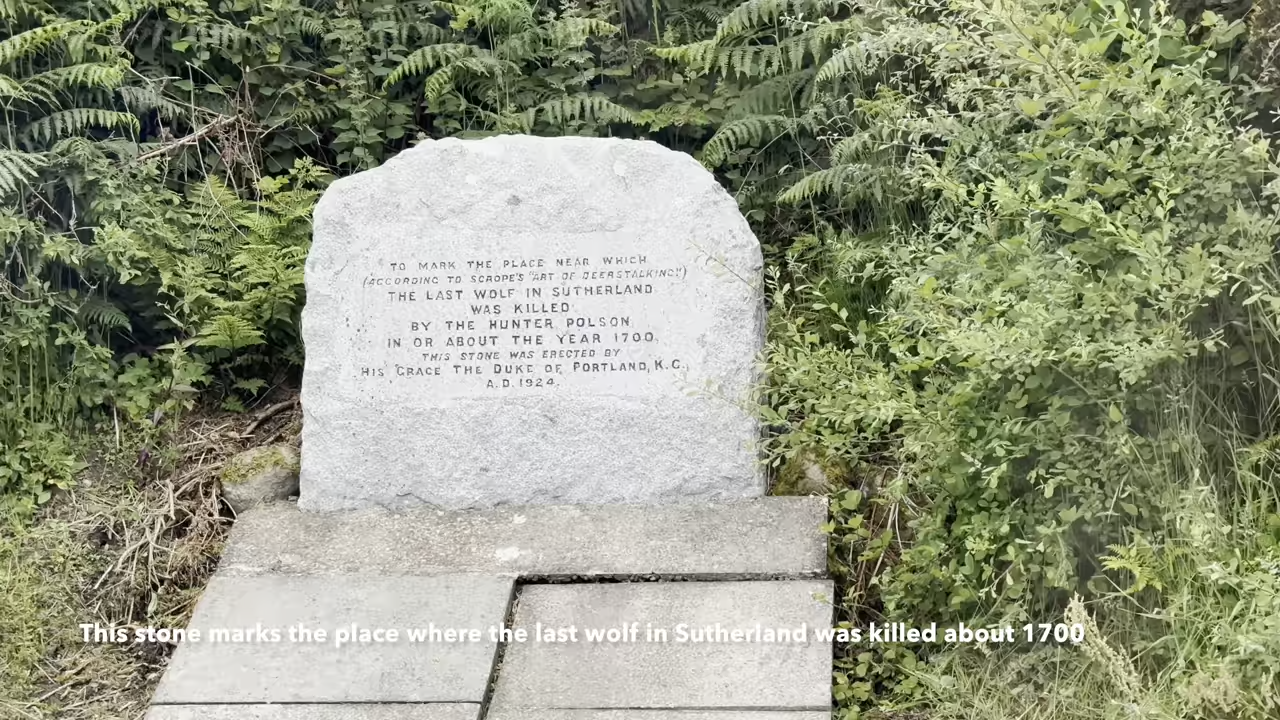 TO MARK THE PLACE NEAR WHICH
(ACCORDING TO SCROPE'S "ART OF DEERSTALKING")
THE LAST WOLF IN SUTHERLAND
WAS KILLED
BY THE HUNTER, POLSON,
IN OR ABOUT THE YEAR 1700.
THIS STONE WAS ERECTED BY
HIS GRACE THE DUKE OF PORTLAND, K.G.,
A.D. 1924.
This stone marks the place where the last wolf in Sutherland was killed about 1700